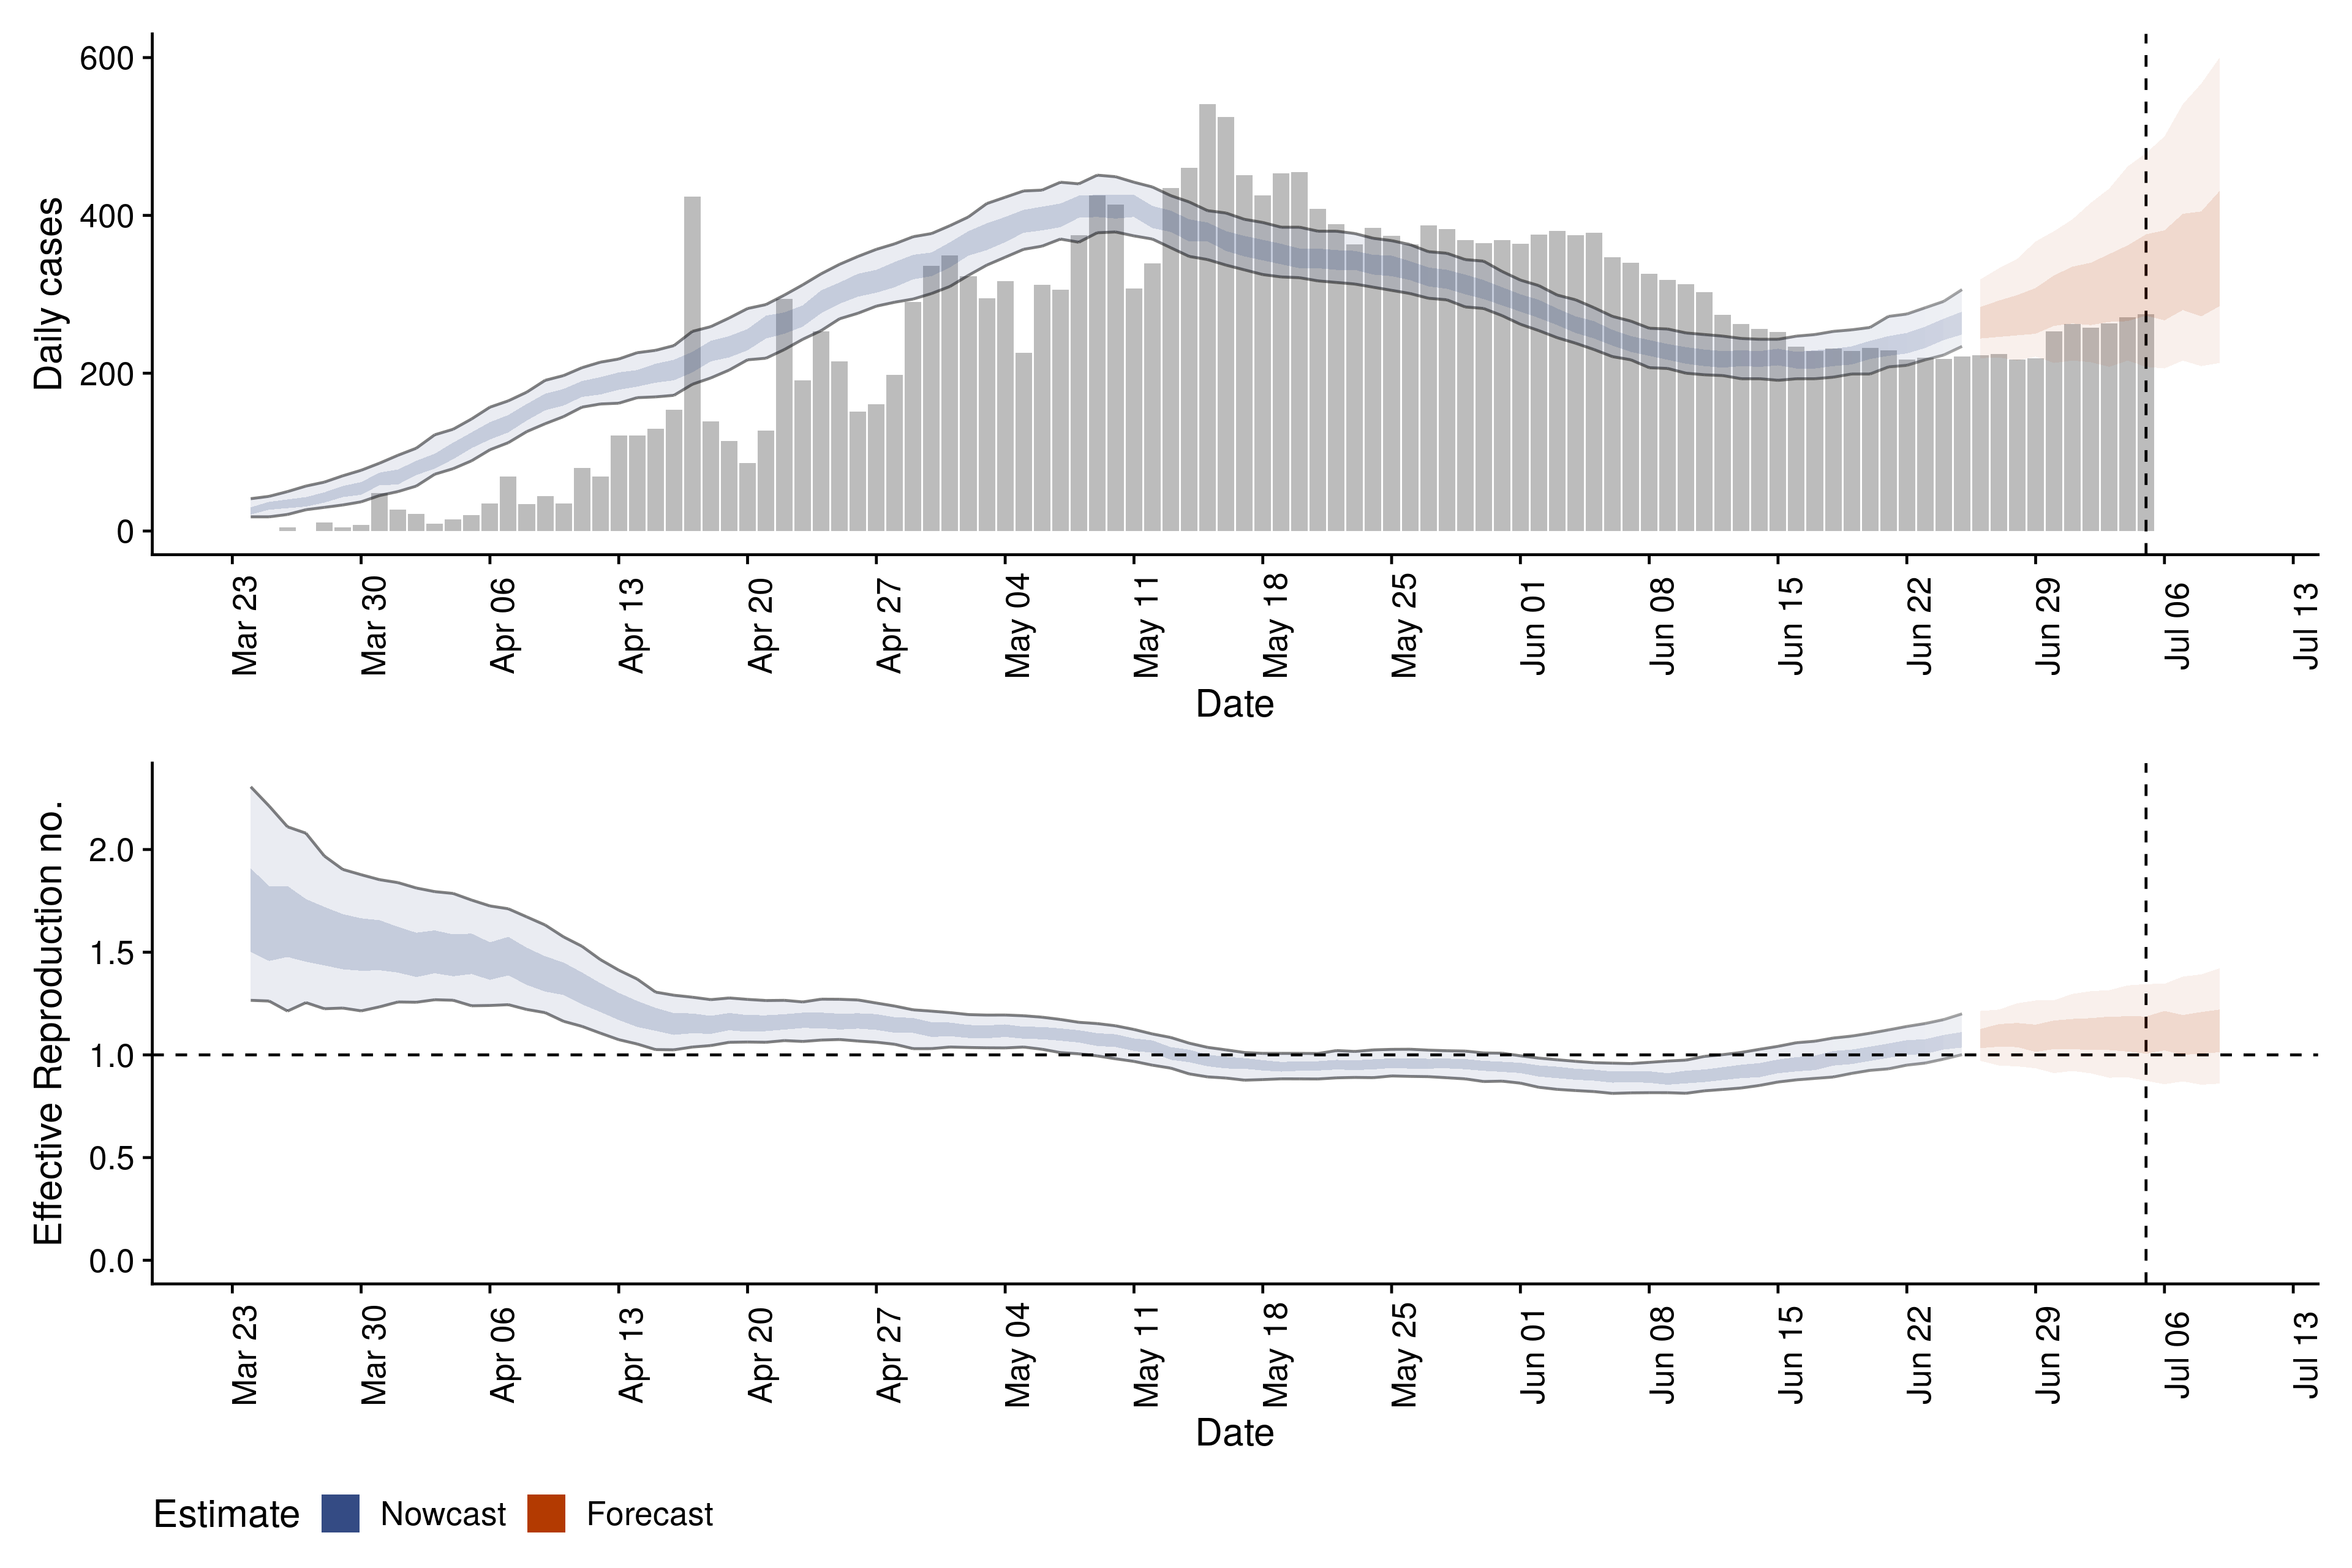 600
400
200
0
Daily cases
Mar 23 Mar 30 Apr 06 Apr 13 Apr 20 Apr 27 May 04 May 11 May 18 May 25 Jun 01 Jun 08 Jun 15 Jun 22 Jun 29 Jul 06 Jul 13
Date
2.0
1.5
1.0
0.5
0.0
Effective Reproduction no.
Mar 23 Mar 30 Apr 06 Apr 13 Apr 20 Apr 27 May 04 May 11 May 18 May 25 Jun 01 Jun 08 Jun 15 Jun 22 Jun 29 Jul 06 Jul 13
Date
Estimate Nowcast Forecast